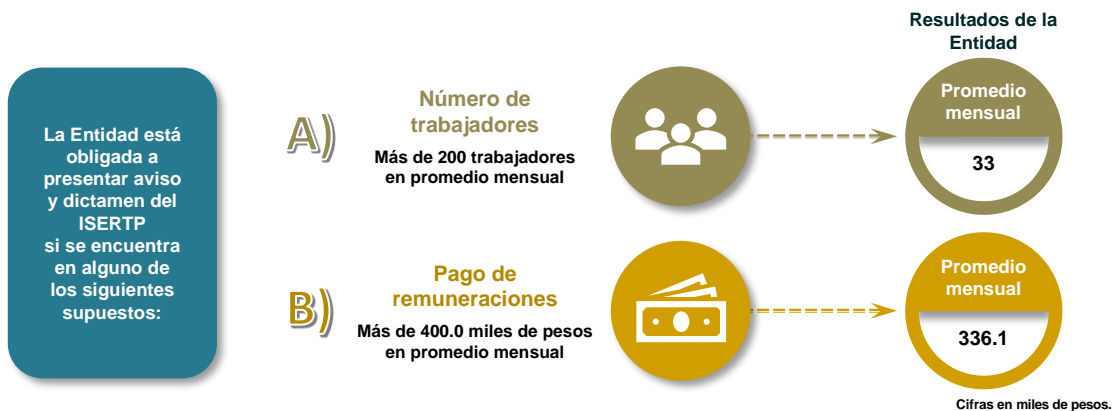 La Entidad está
obligada a
presentar aviso
y dictamen del
ISERTP
si se encuentra
en alguno de
los siguientes
supuestos:
A)
Número de
trabajadores
Más de 200 trabajadores
en promedio mensual
Resultados de la
Entidad
Promedio
mensual
33
B)
Pago de
remuneraciones
Más de 400.0 miles de pesos
en promedio mensual
Promedio
mensual
336.1
Cifras en miles de pesos.